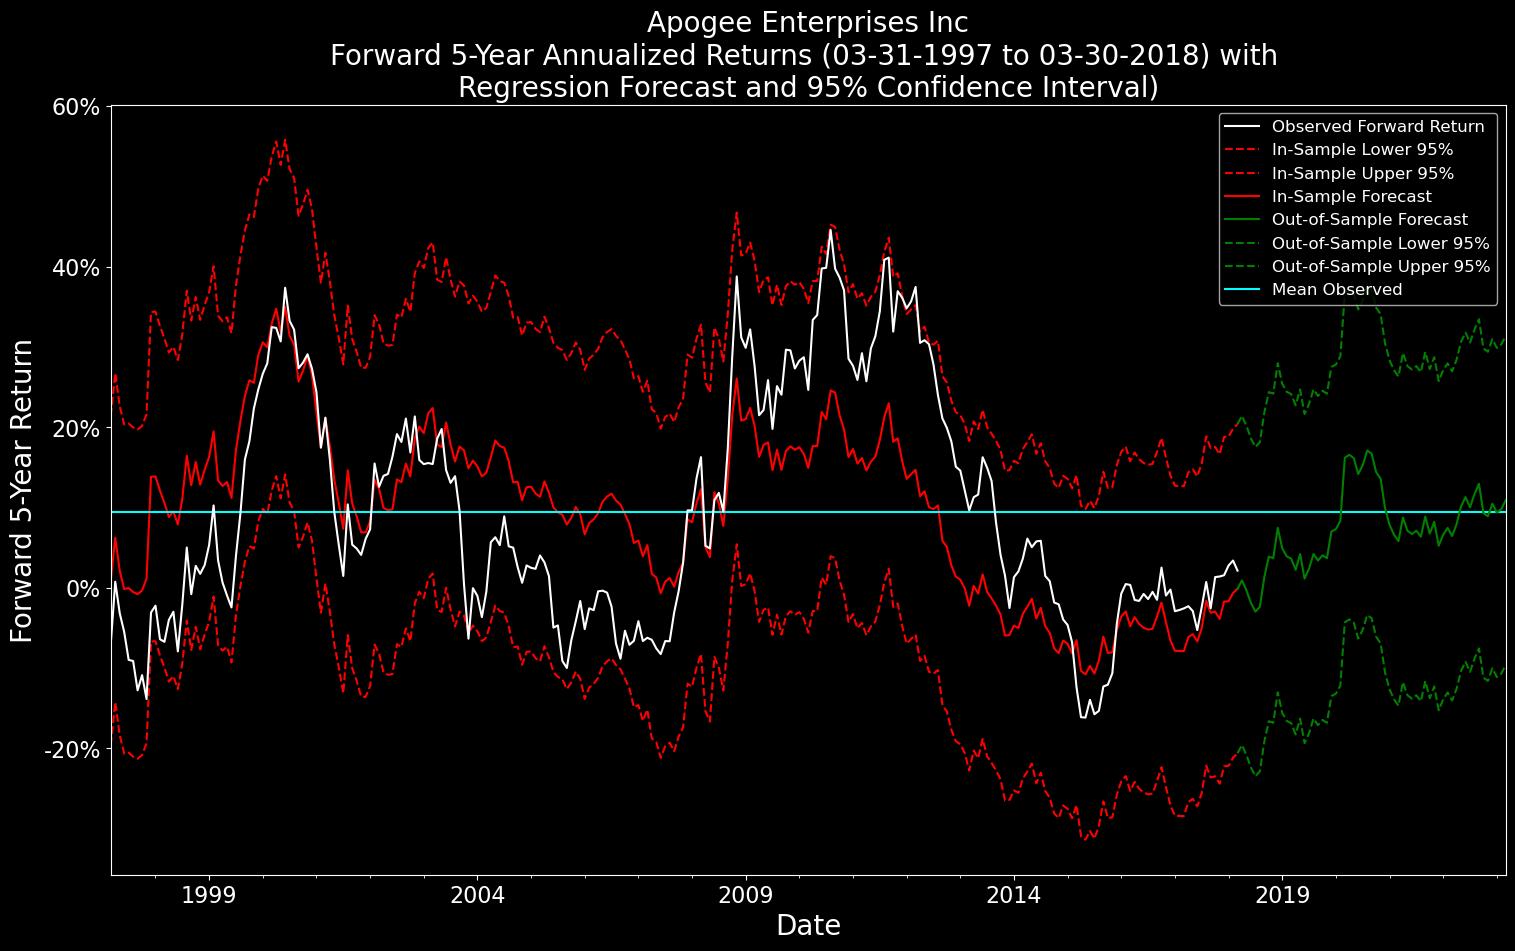 Apogee Enterprises Inc
Forward 5-Year Annualized Returns (03-31-1997 to 03-30-2018) with
Regression Forecast and 95% Confidence Interval)
Forward 5-Year Return
60%
40%
20%
0%
-20%
Observed Forward Return
In-Sample Lower 95%
In-Sample Upper 95%
In-Sample Forecast
Out-of-Sample Forecast
Out-of-Sample Lower 95%
Out-of-Sample Upper 95%
Mean Observed
1999 2004 2009 2014 2019
Date